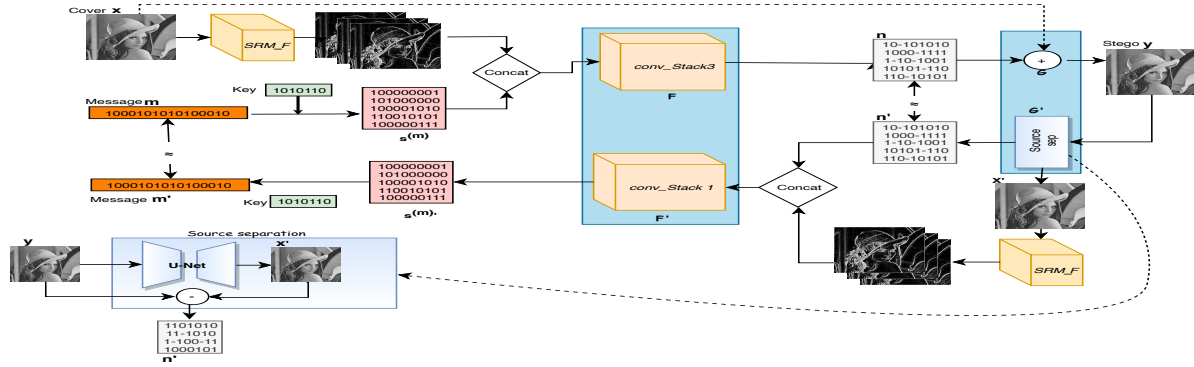 Cover x
SRM_F
Concat
conv_Stack3
F
n
10-101010
1000-1111
1-10-1001
10101-110
110-10101
+
G
Stego y
Key
1010110
Message m
1000101010100010
100000001
101000000
100001010
110010101
100000111
s(m)
≈
≈
n'
10-101010
1000-1111
1-10-1001
10101-110
110-10101
G'
Source
sep
100000001
101000000
100001010
110010101
100000111
s(m)'
conv_Stack 1
F'
Concat
x'
1000101010100010
Message m'
Key
1010110
SRM_F
Source separation
y
U-Net
x'
-
1101010
11-1010
1-100-11
1000101
n'